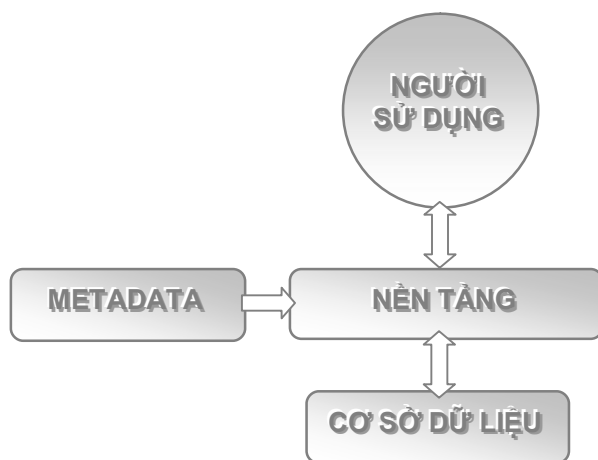 NGƯỜI
SỬ DỤNG
METADATA
NỀN TẢNG
CƠ SỞ DỮ LIỆU